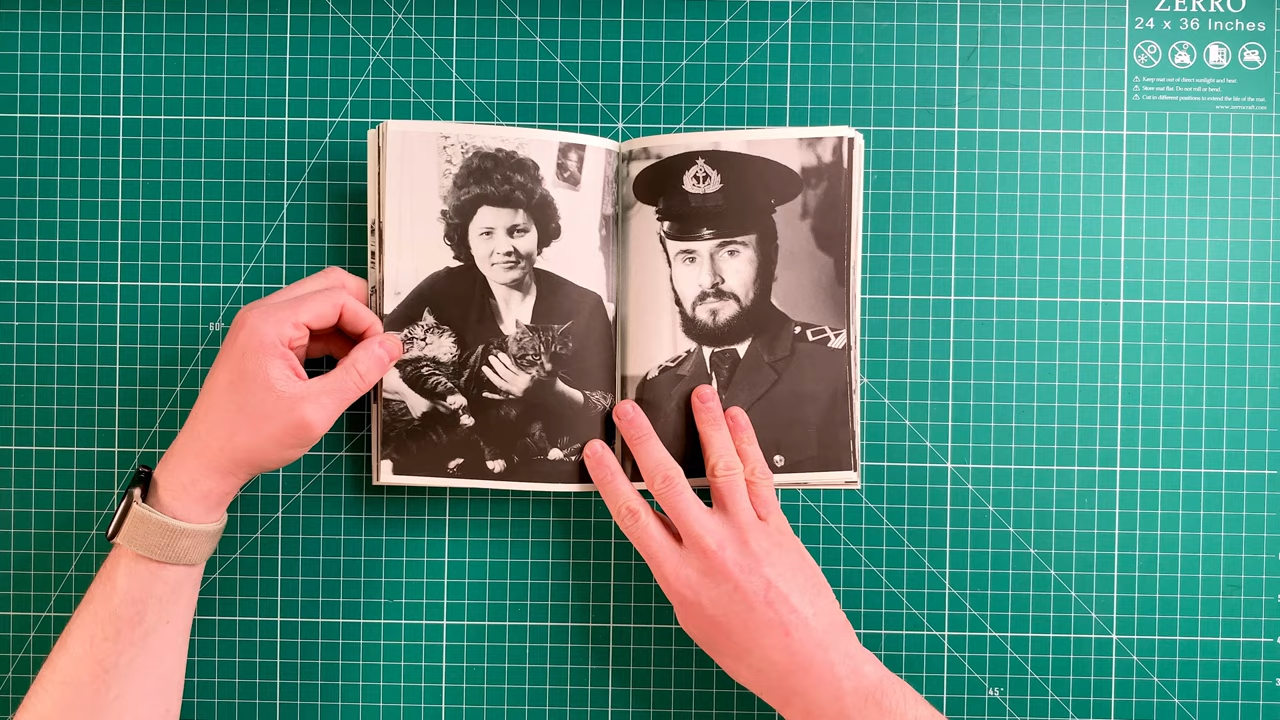 ZERRO
24 x 36 Inches
Keep mat out of direct sunlight and heat.
Store mat flat. Do not roll or bend.
Cut in different positions to extend the life of the mat.
www.zerrocraft.com
60°
45°